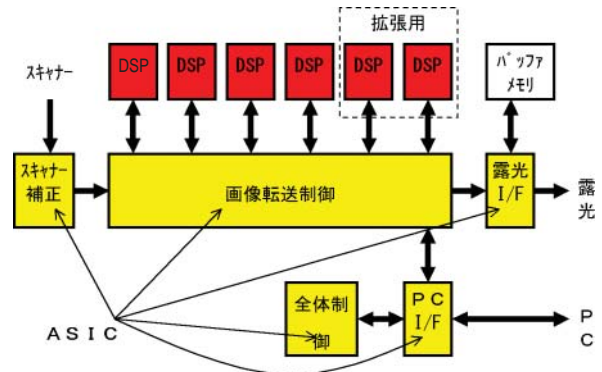 拡張用
スキャナー
DSP
DSP
DSP
DSP
DSP
DSP
バッファ
メモリ
スキャナー
補正
画像転送制御
露光
I/F
露
光
全体制
御
ＰＣ
I/F
Ｐ
Ｃ
ＡＳＩＣ